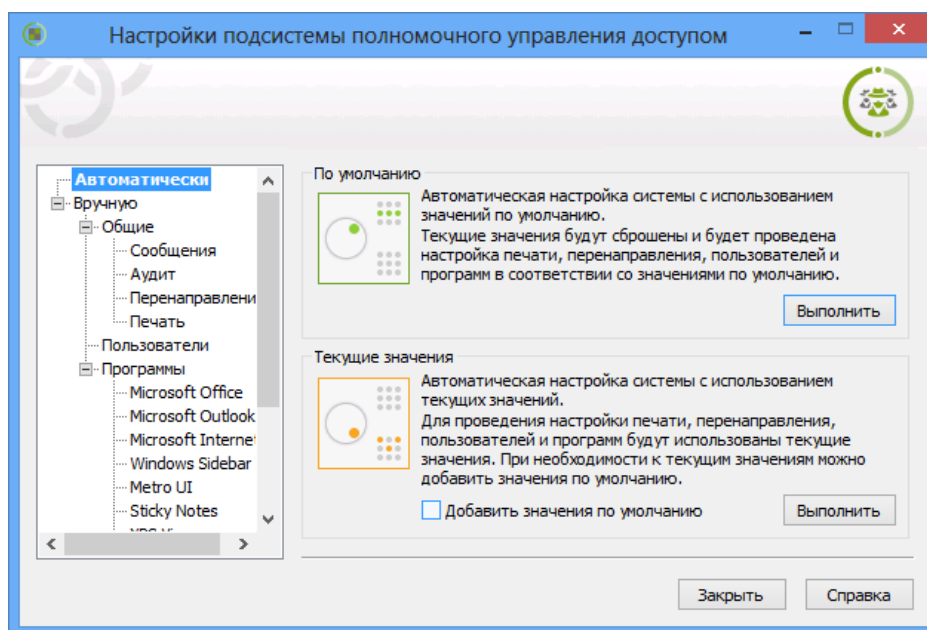 Настройки подсистемы полномочного управления доступом
Автоматически
Вручную
Общие
Сообщения
Аудит
Перенаправлени
Печать
Пользователи
Программы
Microsoft Office
Microsoft Outlook
Microsoft Interne
Windows Sidebar
Metro UI
Sticky Notes
По умолчанию
Автоматическая настройка системы с использованием
значений по умолчанию.
Текущие значения будут сброшены и будет проведена
настройка печати, перенаправления, пользователей и
программ в соответствии со значениями по умолчанию.
Выполнить
Текущие значения
Автоматическая настройка системы с использованием
текущих значений.
Для проведения настройки печати, перенаправления,
пользователей и программ будут использованы текущие
значения. При необходимости к текущим значениям можно
добавить значения по умолчанию.
Добавить значения по умолчанию
Выполнить
Закрыть
Справка